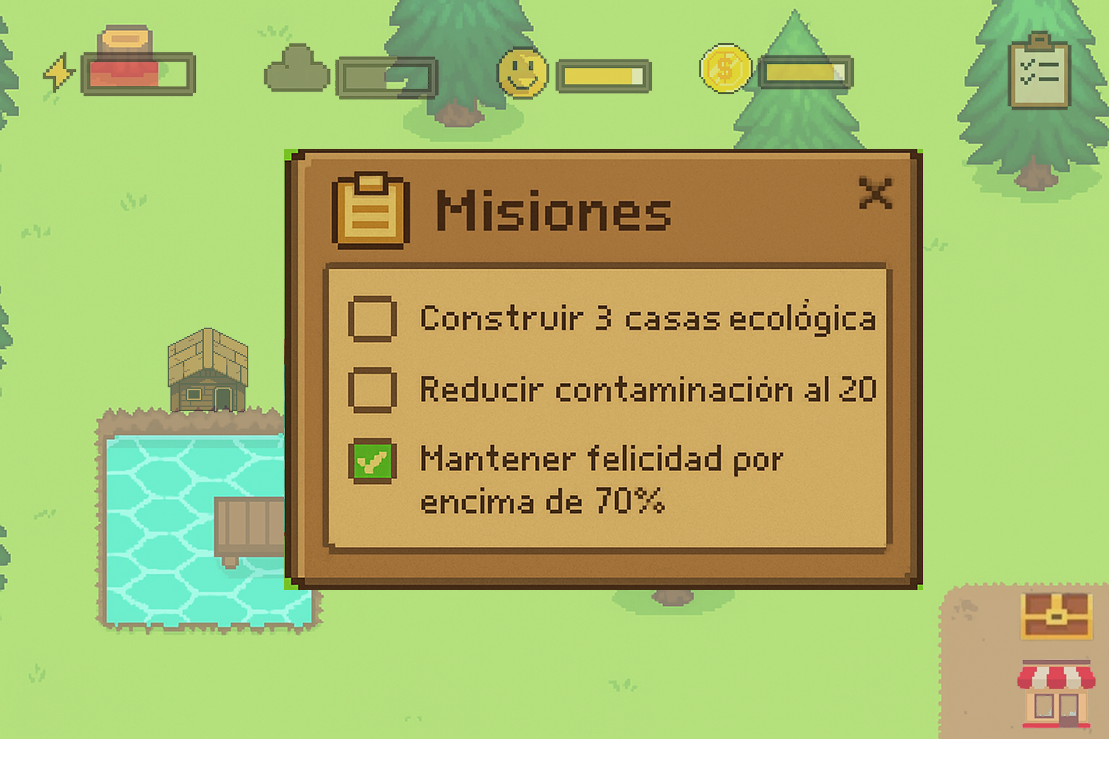 Misiones
Construir 3 casas ecológica
Reducir contaminación al 20
Mantener felicidad por
encima de 70%